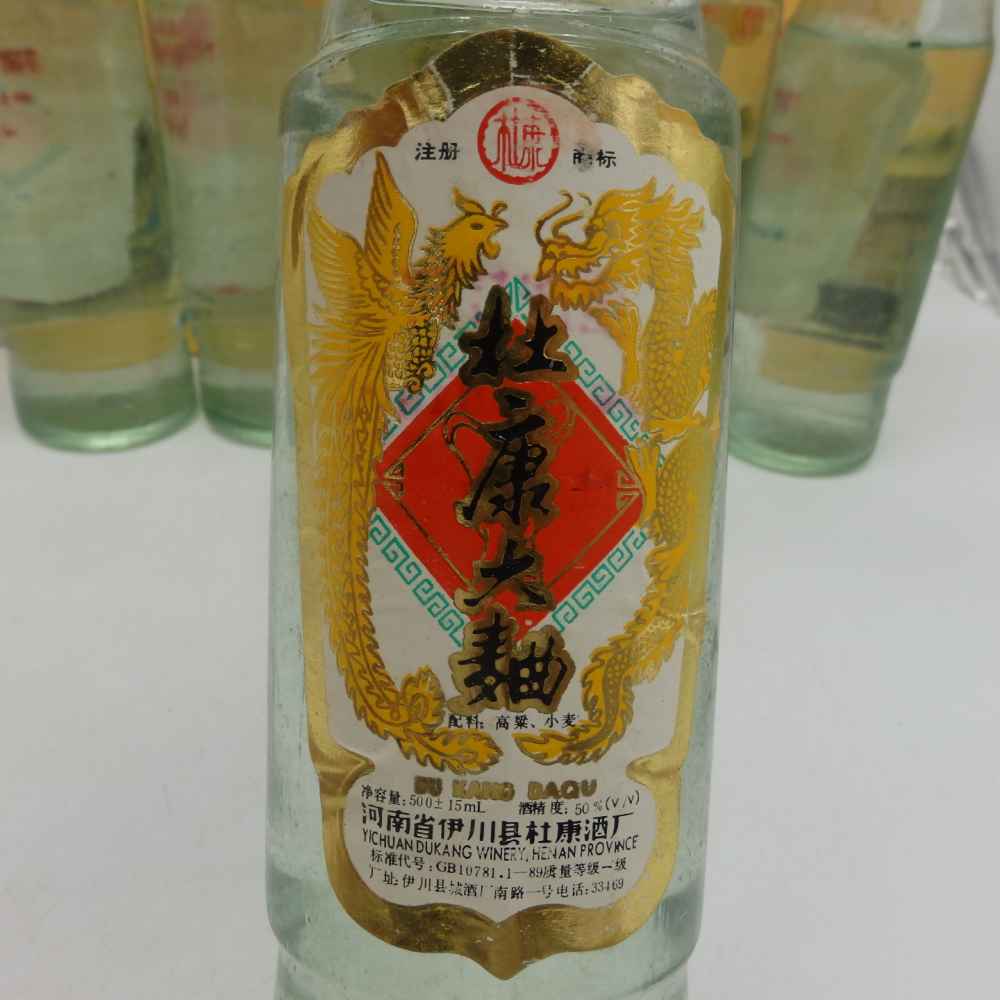 注册 杜康 商标
杜康大麯
配料：高粱、小麦
DU KANG DAQU
净容量：500±15mL 酒精度：50%(V/V)
河南省伊川县杜康酒厂
YICHUAN DUKANG WINERY, HENAN PROVINCE
标准代号：GB10781.1—89质量等级一级
厂址：伊川县城酒厂南路一号电话：33469